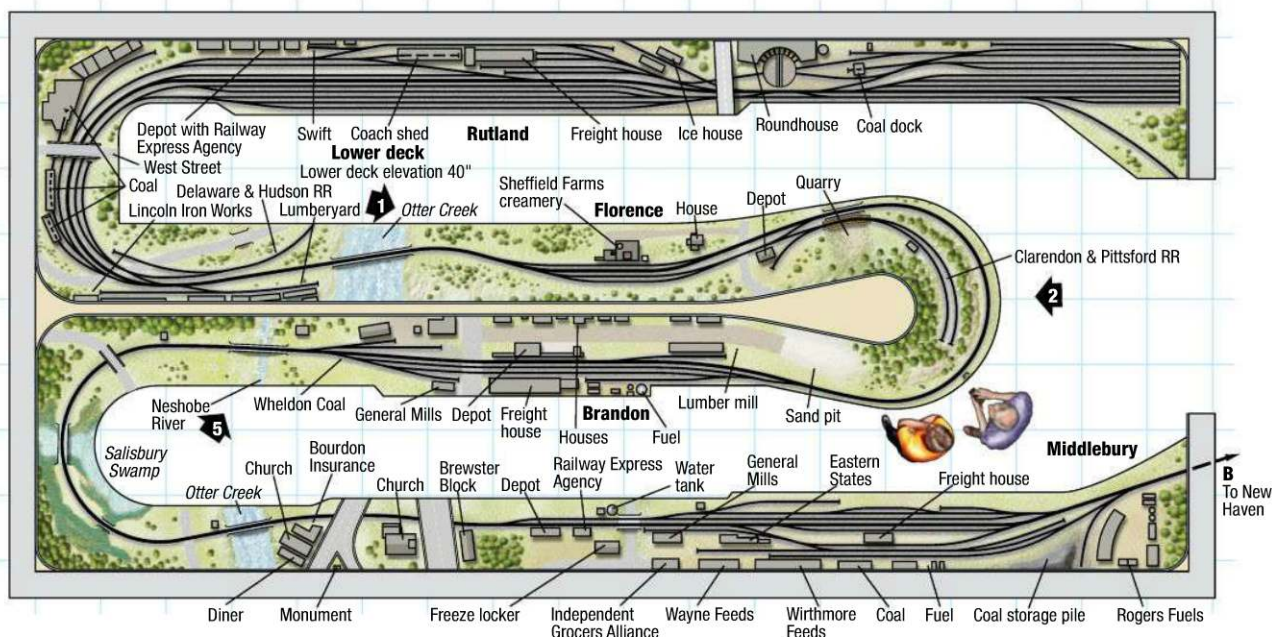 Depot with Railway
Express Agency
Swift
Coach shed
Rutland
Freight house
Ice house
Roundhouse
Coal dock
West Street
Lower deck
Lower deck elevation 40"
Coal
Delaware & Hudson RR
Lincoln Iron Works
Lumberyard
1
Otter Creek
Sheffield Farms
creamery
Florence
House
Depot
Quarry
Clarendon & Pittsford RR
2
Neshobe
River
5
Wheldon Coal
General Mills
Depot
Freight
house
Brandon
Houses
Fuel
Lumber mill
Sand pit
Salisbury
Swamp
Otter Creek
Church
Bourdon
Insurance
Church
Brewster
Block
Depot
Railway Express
Agency
Water
tank
General
Mills
Eastern
States
Freight house
Middlebury
B
To New
Haven
Diner
Monument
Freeze locker
Independent
Grocers Alliance
Wayne Feeds
Wirthmore
Feeds
Coal
Fuel
Coal storage pile
Rogers Fuels